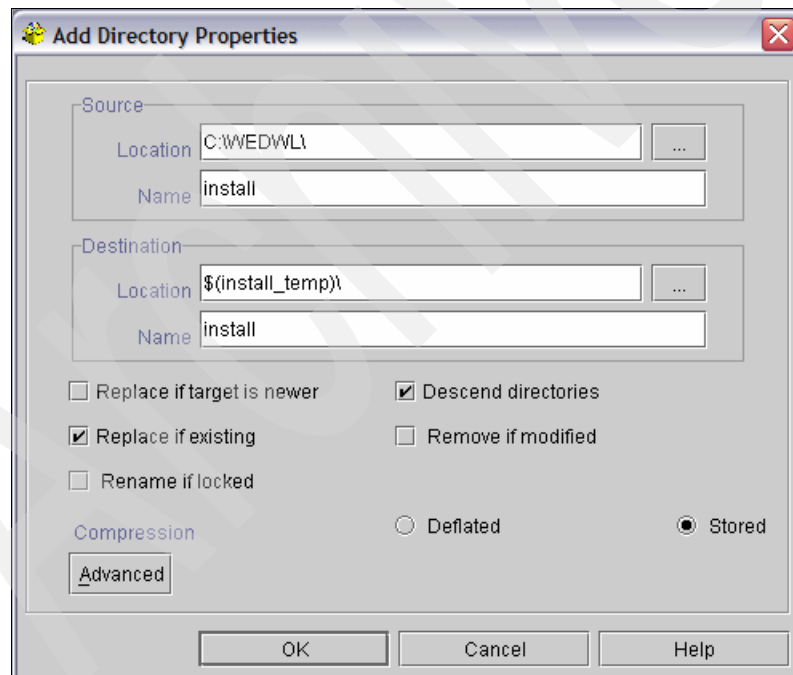 Add Directory Properties
Source
Location C:\WEDWL\ ...
Name install
Destination
Location $(install_temp)\ ...
Name install
Replace if target is newer Descend directories
Replace if existing Remove if modified
Rename if locked
Compression Deflated Stored
Advanced
OK Cancel Help